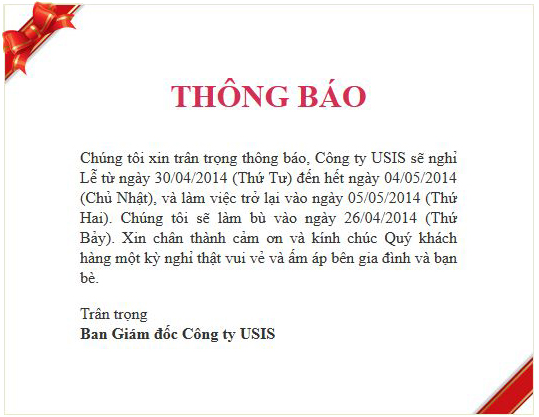 THÔNG BÁO
Chúng tôi xin trân trọng thông báo, Công ty USIS sẽ nghỉ
Lễ từ ngày 30/04/2014 (Thứ Tư) đến hết ngày 04/05/2014
(Chủ Nhật), và làm việc trở lại vào ngày 05/05/2014 (Thứ
Hai). Chúng tôi sẽ làm bù vào ngày 26/04/2014 (Thứ
Bảy). Xin chân thành cảm ơn và kính chúc Quý khách
hàng một kỳ nghỉ thật vui vẻ và ấm áp bên gia đình và bạn
bè.
Trân trọng
Ban Giám đốc Công ty USIS